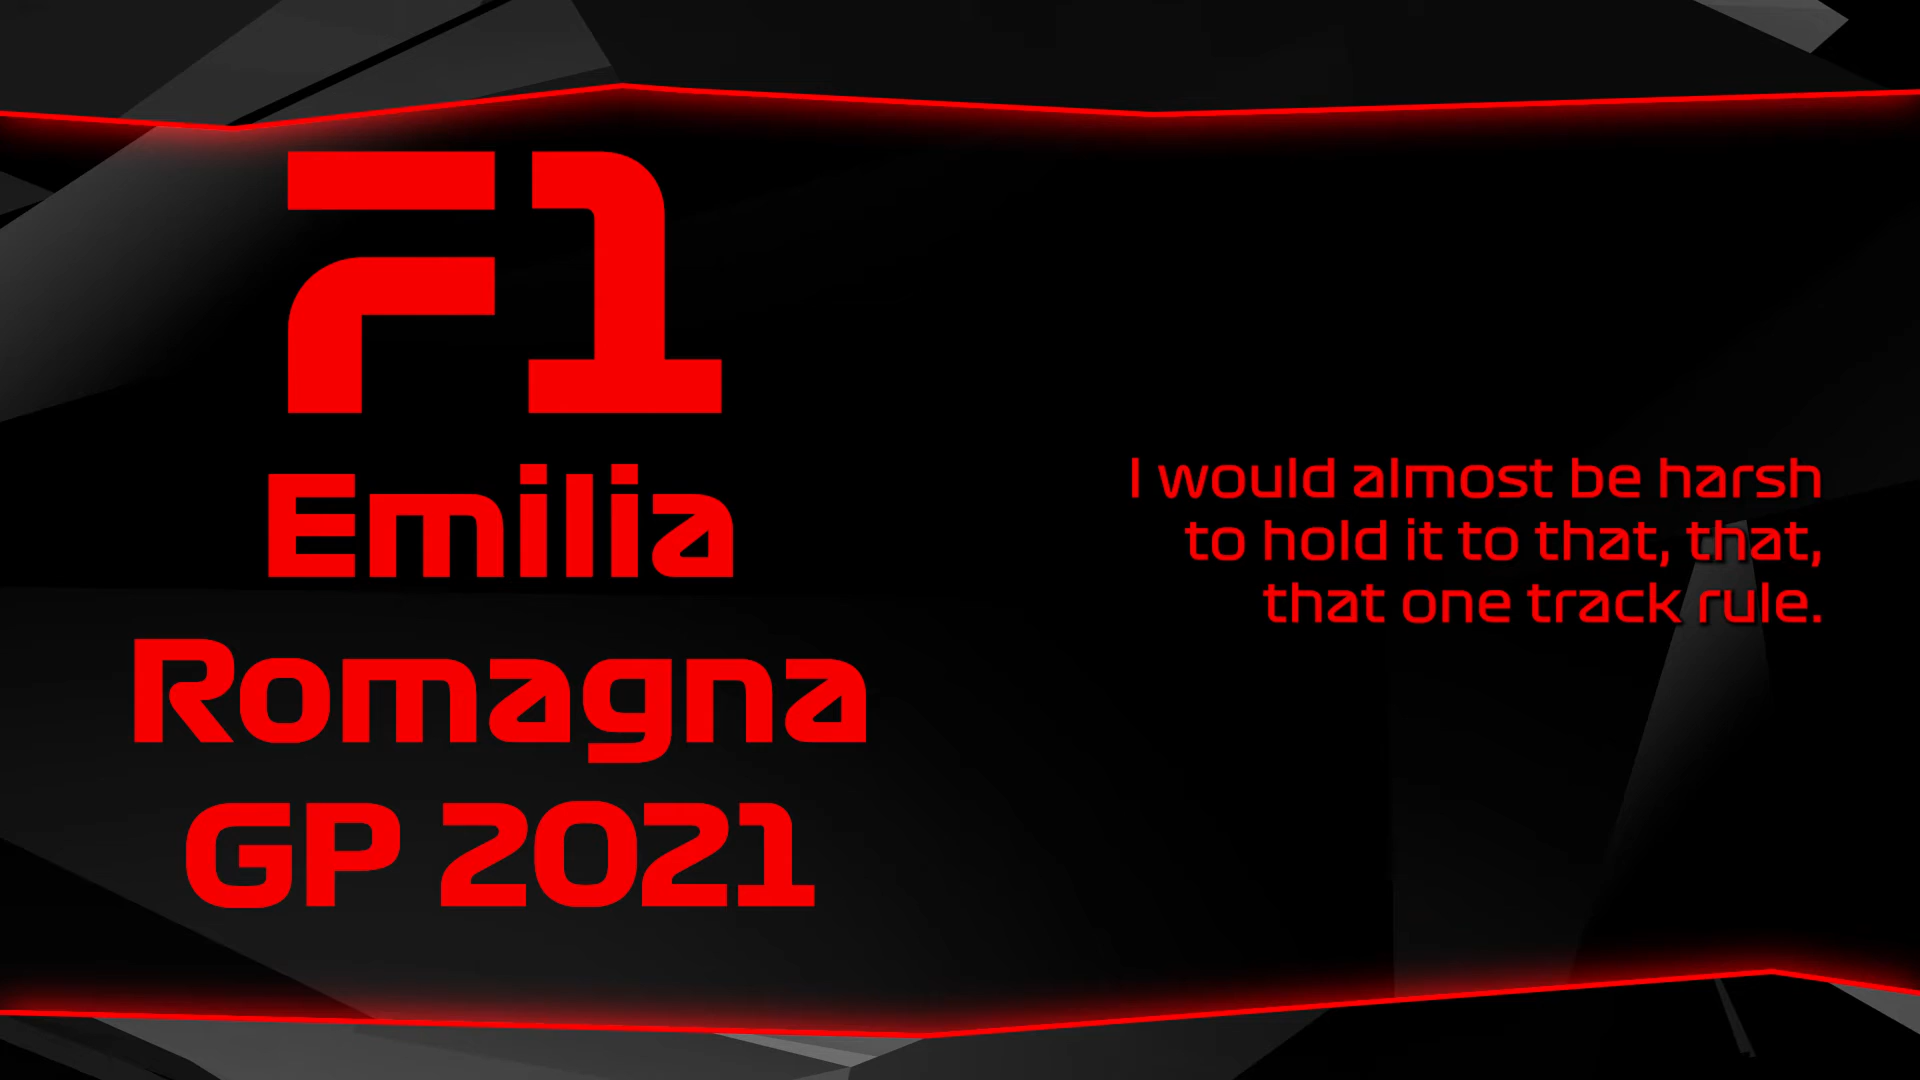 F1
Emilia
Romagna
GP 2021
I would almost be harsh
to hold it to that, that,
that one track rule.